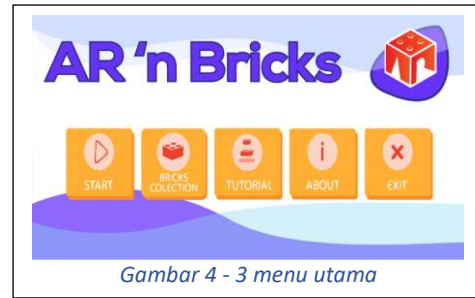 AR 'n Bricks
START
BRICKS
COLECTION
TUTORIAL
ABOUT
i
EXIT
Gambar 4 - 3 menu utama